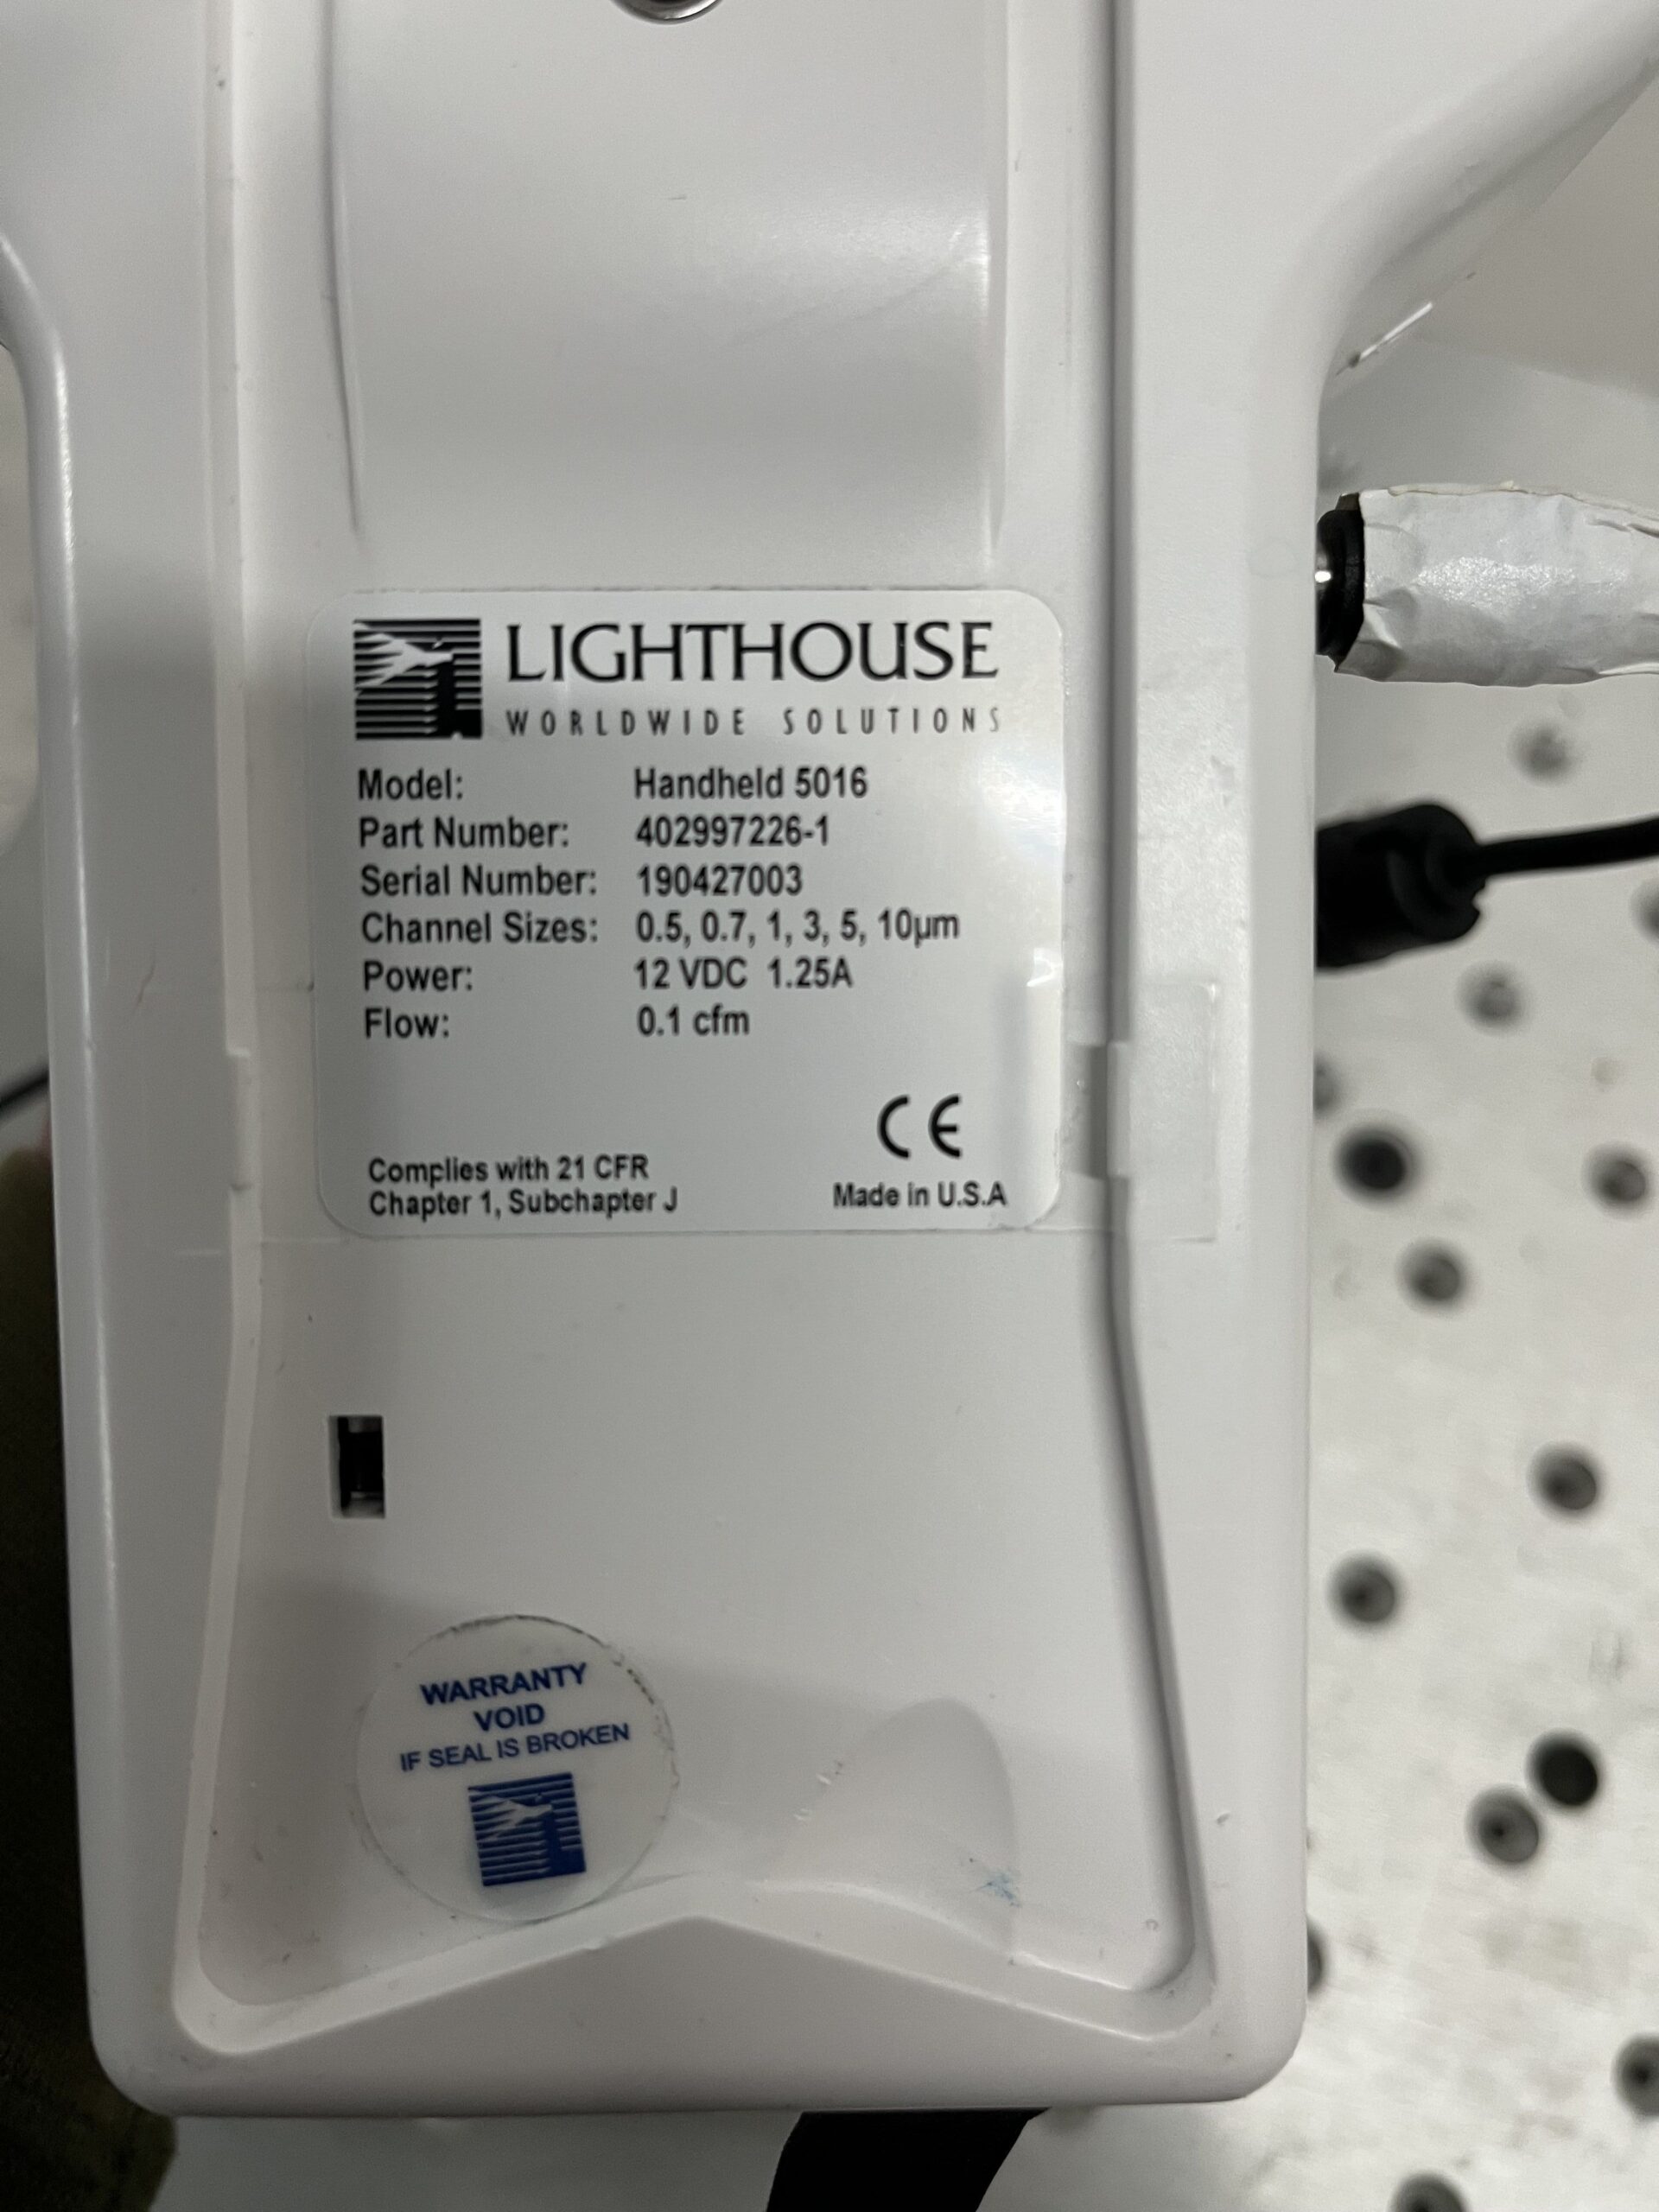 LIGHTHOUSE
WORLDWIDE SOLUTIONS
Model: Handheld 5016
Part Number: 402997226-1
Serial Number: 190427003
Channel Sizes: 0.5, 0.7, 1, 3, 5, 10µm
Power: 12 VDC 1.25A
Flow: 0.1 cfm
CE
Complies with 21 CFR
Chapter 1, Subchapter J
Made in U.S.A
WARRANTY
VOID
IF SEAL IS BROKEN